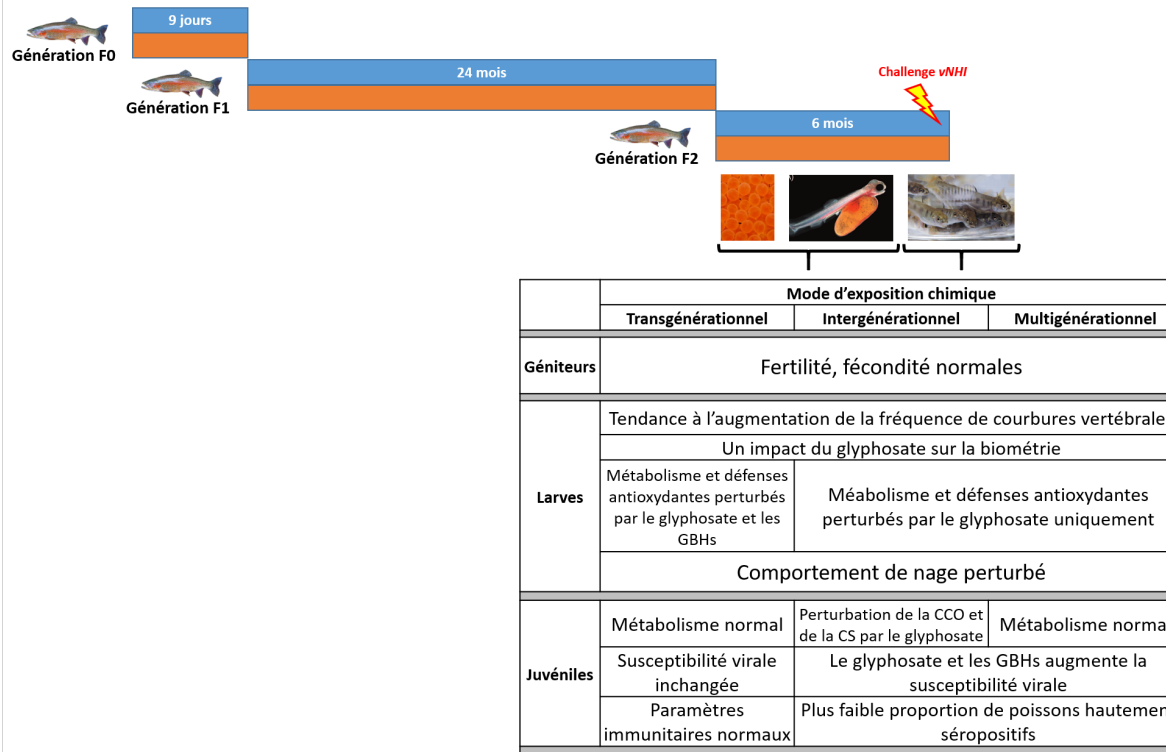 9 jours
Génération F0
24 mois
Génération F1
Challenge vNHI
6 mois
Génération F2
Mode d'exposition chimique
Transgénérationnel
Intergénérationnel
Multigénérationnel
Géniteurs
Fertilité, fécondité normales
Larves
Tendance à l'augmentation de la fréquence de courbures vertébrale
Un impact du glyphosate sur la biométrie
Métabolisme et défenses
antioxydantes perturbés
par le glyphosate et les
GBHs
Méabolisme et défenses antioxydantes
perturbés par le glyphosate uniquement
Comportement de nage perturbé
Juvéniles
Métabolisme normal
Perturbation de la CCO et
de la CS par le glyphosate
Métabolisme norma
Susceptibilité virale
inchangée
Le glyphosate et les GBHs augmente la
susceptibilité virale
Paramètres
immunitaires normaux
Plus faible proportion de poissons hautemen
séropositifs